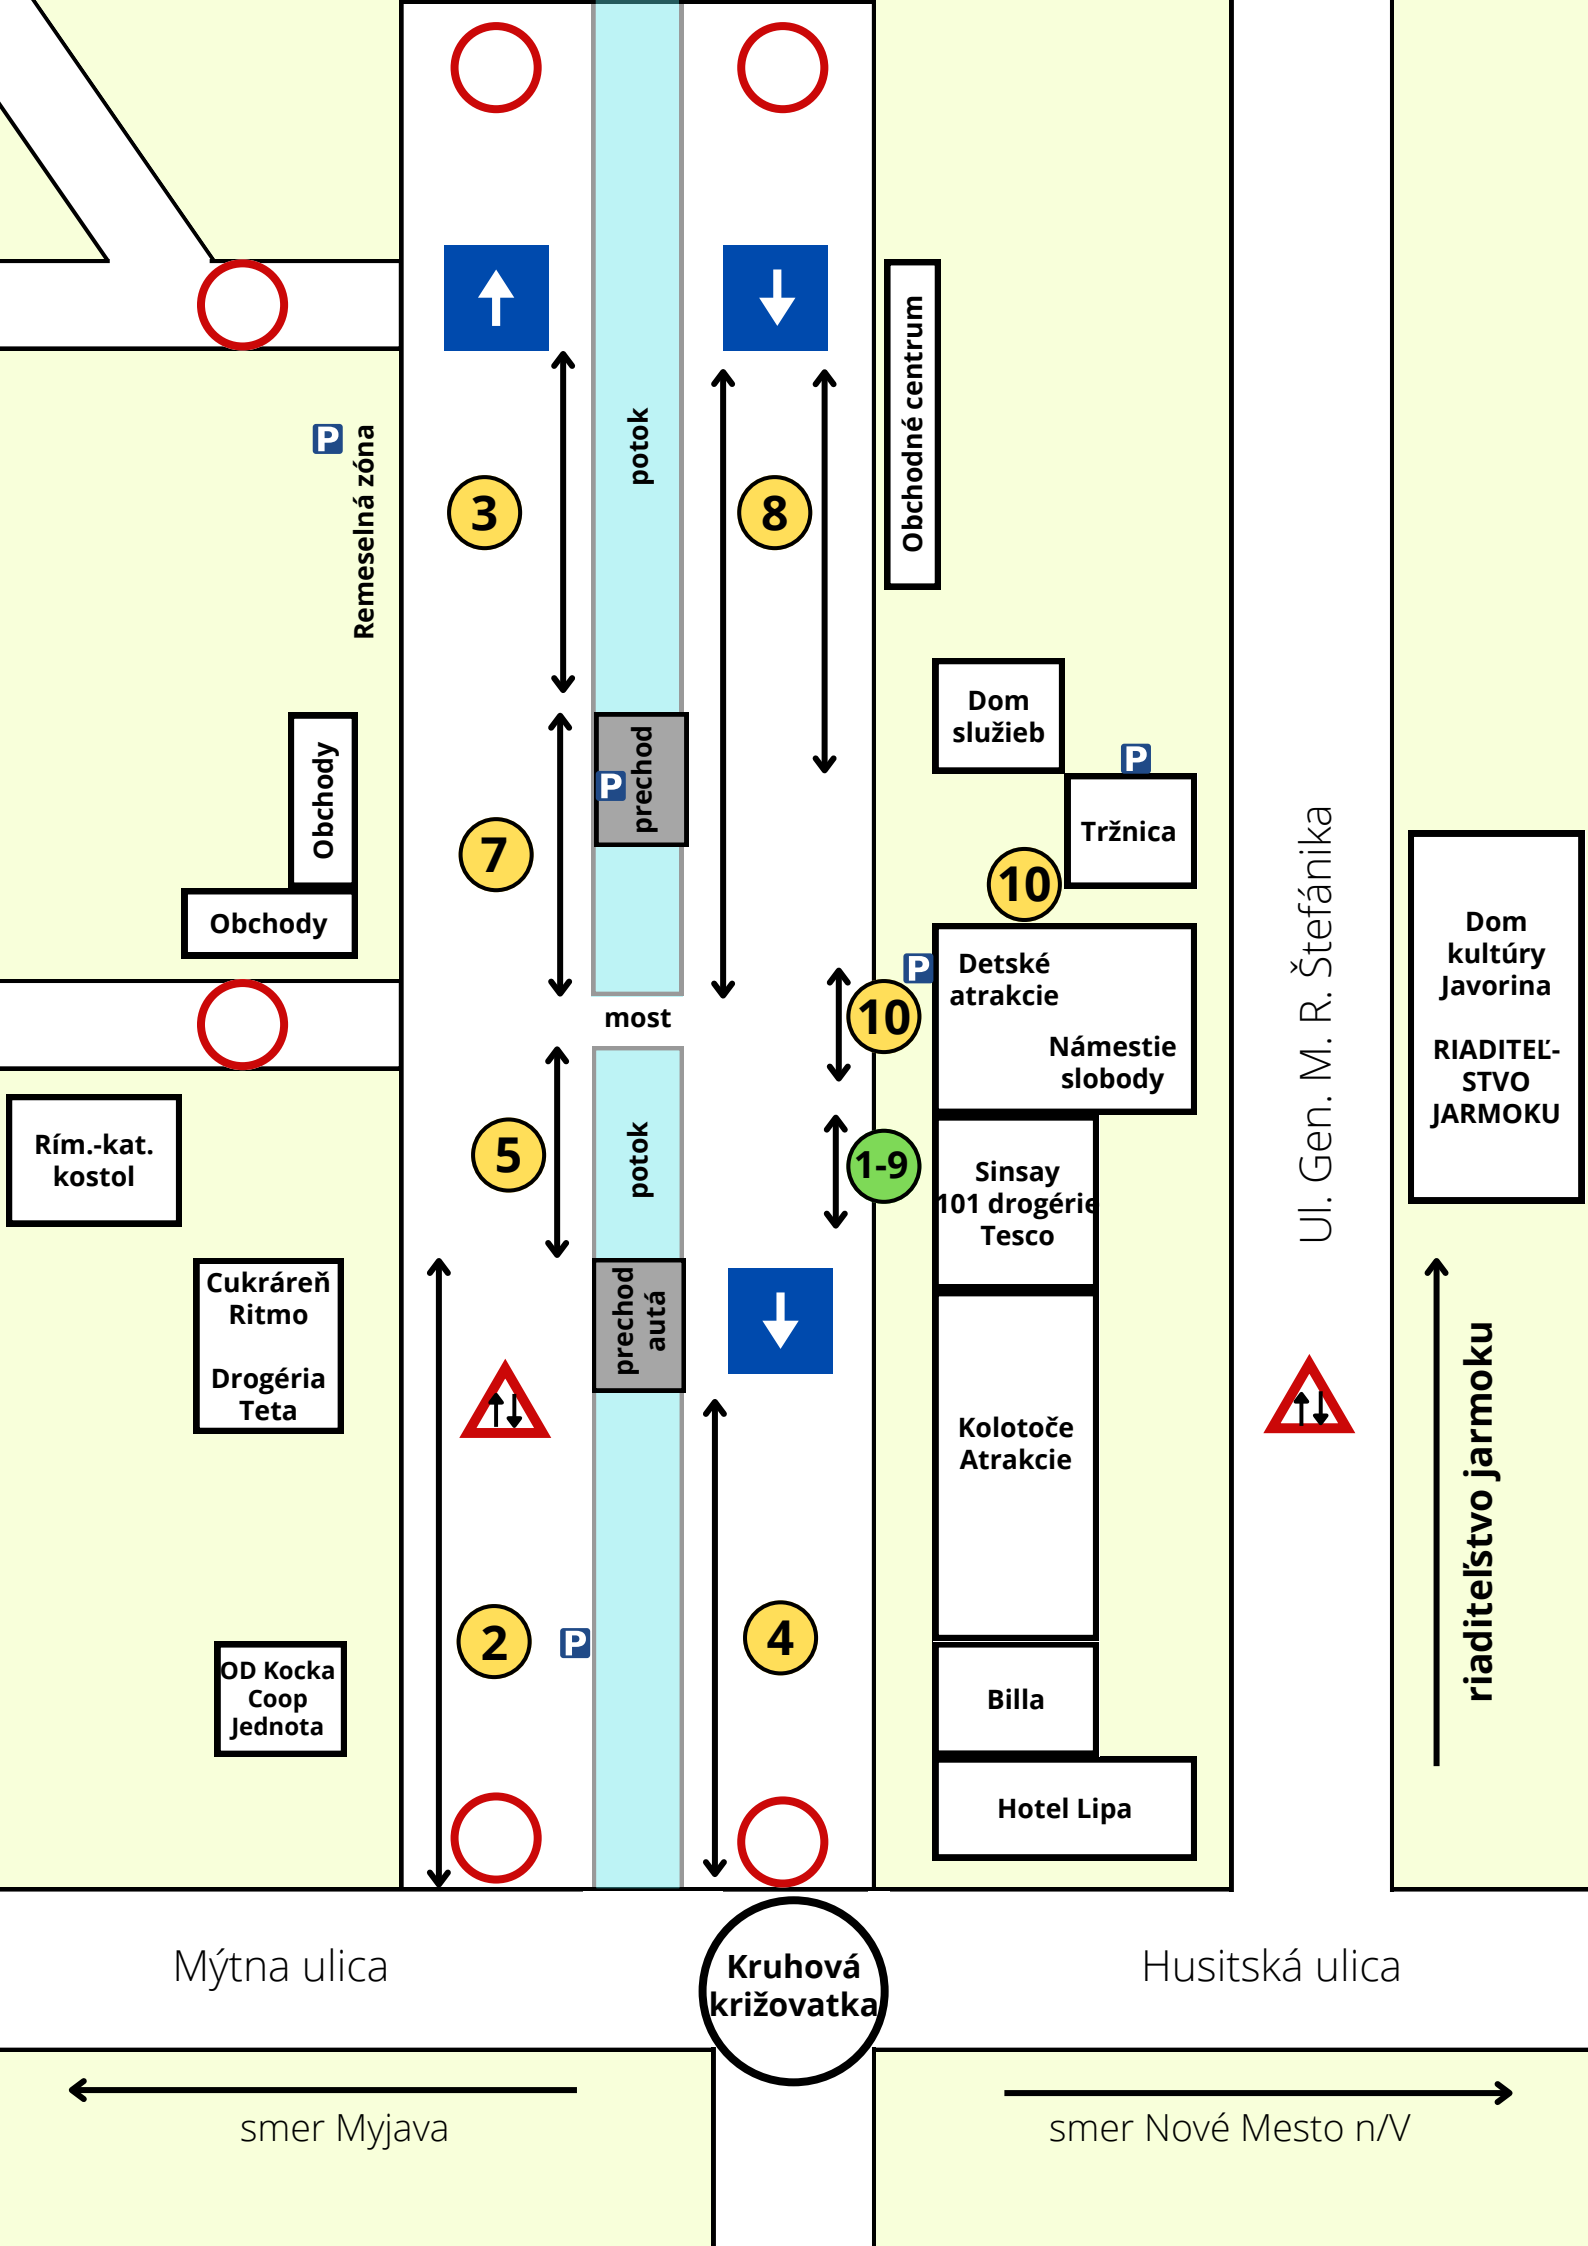 potok
Obchodné centrum
P
Remeselná zóna
3
8
Dom
služieb
P
Obchody
P
prechod
Tržnica
7
10
Obchody
Ul. Gen. M. R. Štefánika
Dom
kultúry
Javorina
RIADITEĽ-
STVO
JARMOKU
P
Detské
atrakcie
Námestie
slobody
most
10
Rím.-kat.
kostol
5
potok
1-9
Sinsay
101 drogérie
Tesco
Cukráreň
Ritmo
Drogéria
Teta
prechod
autá
Kolotoče
Atrakcie
riaditeľstvo jarmoku
2
P
4
OD Kocka
Coop
Jednota
Billa
Hotel Lipa
Mýtna ulica
Kruhová
križovatka
Husitská ulica
smer Myjava
smer Nové Mesto n/V